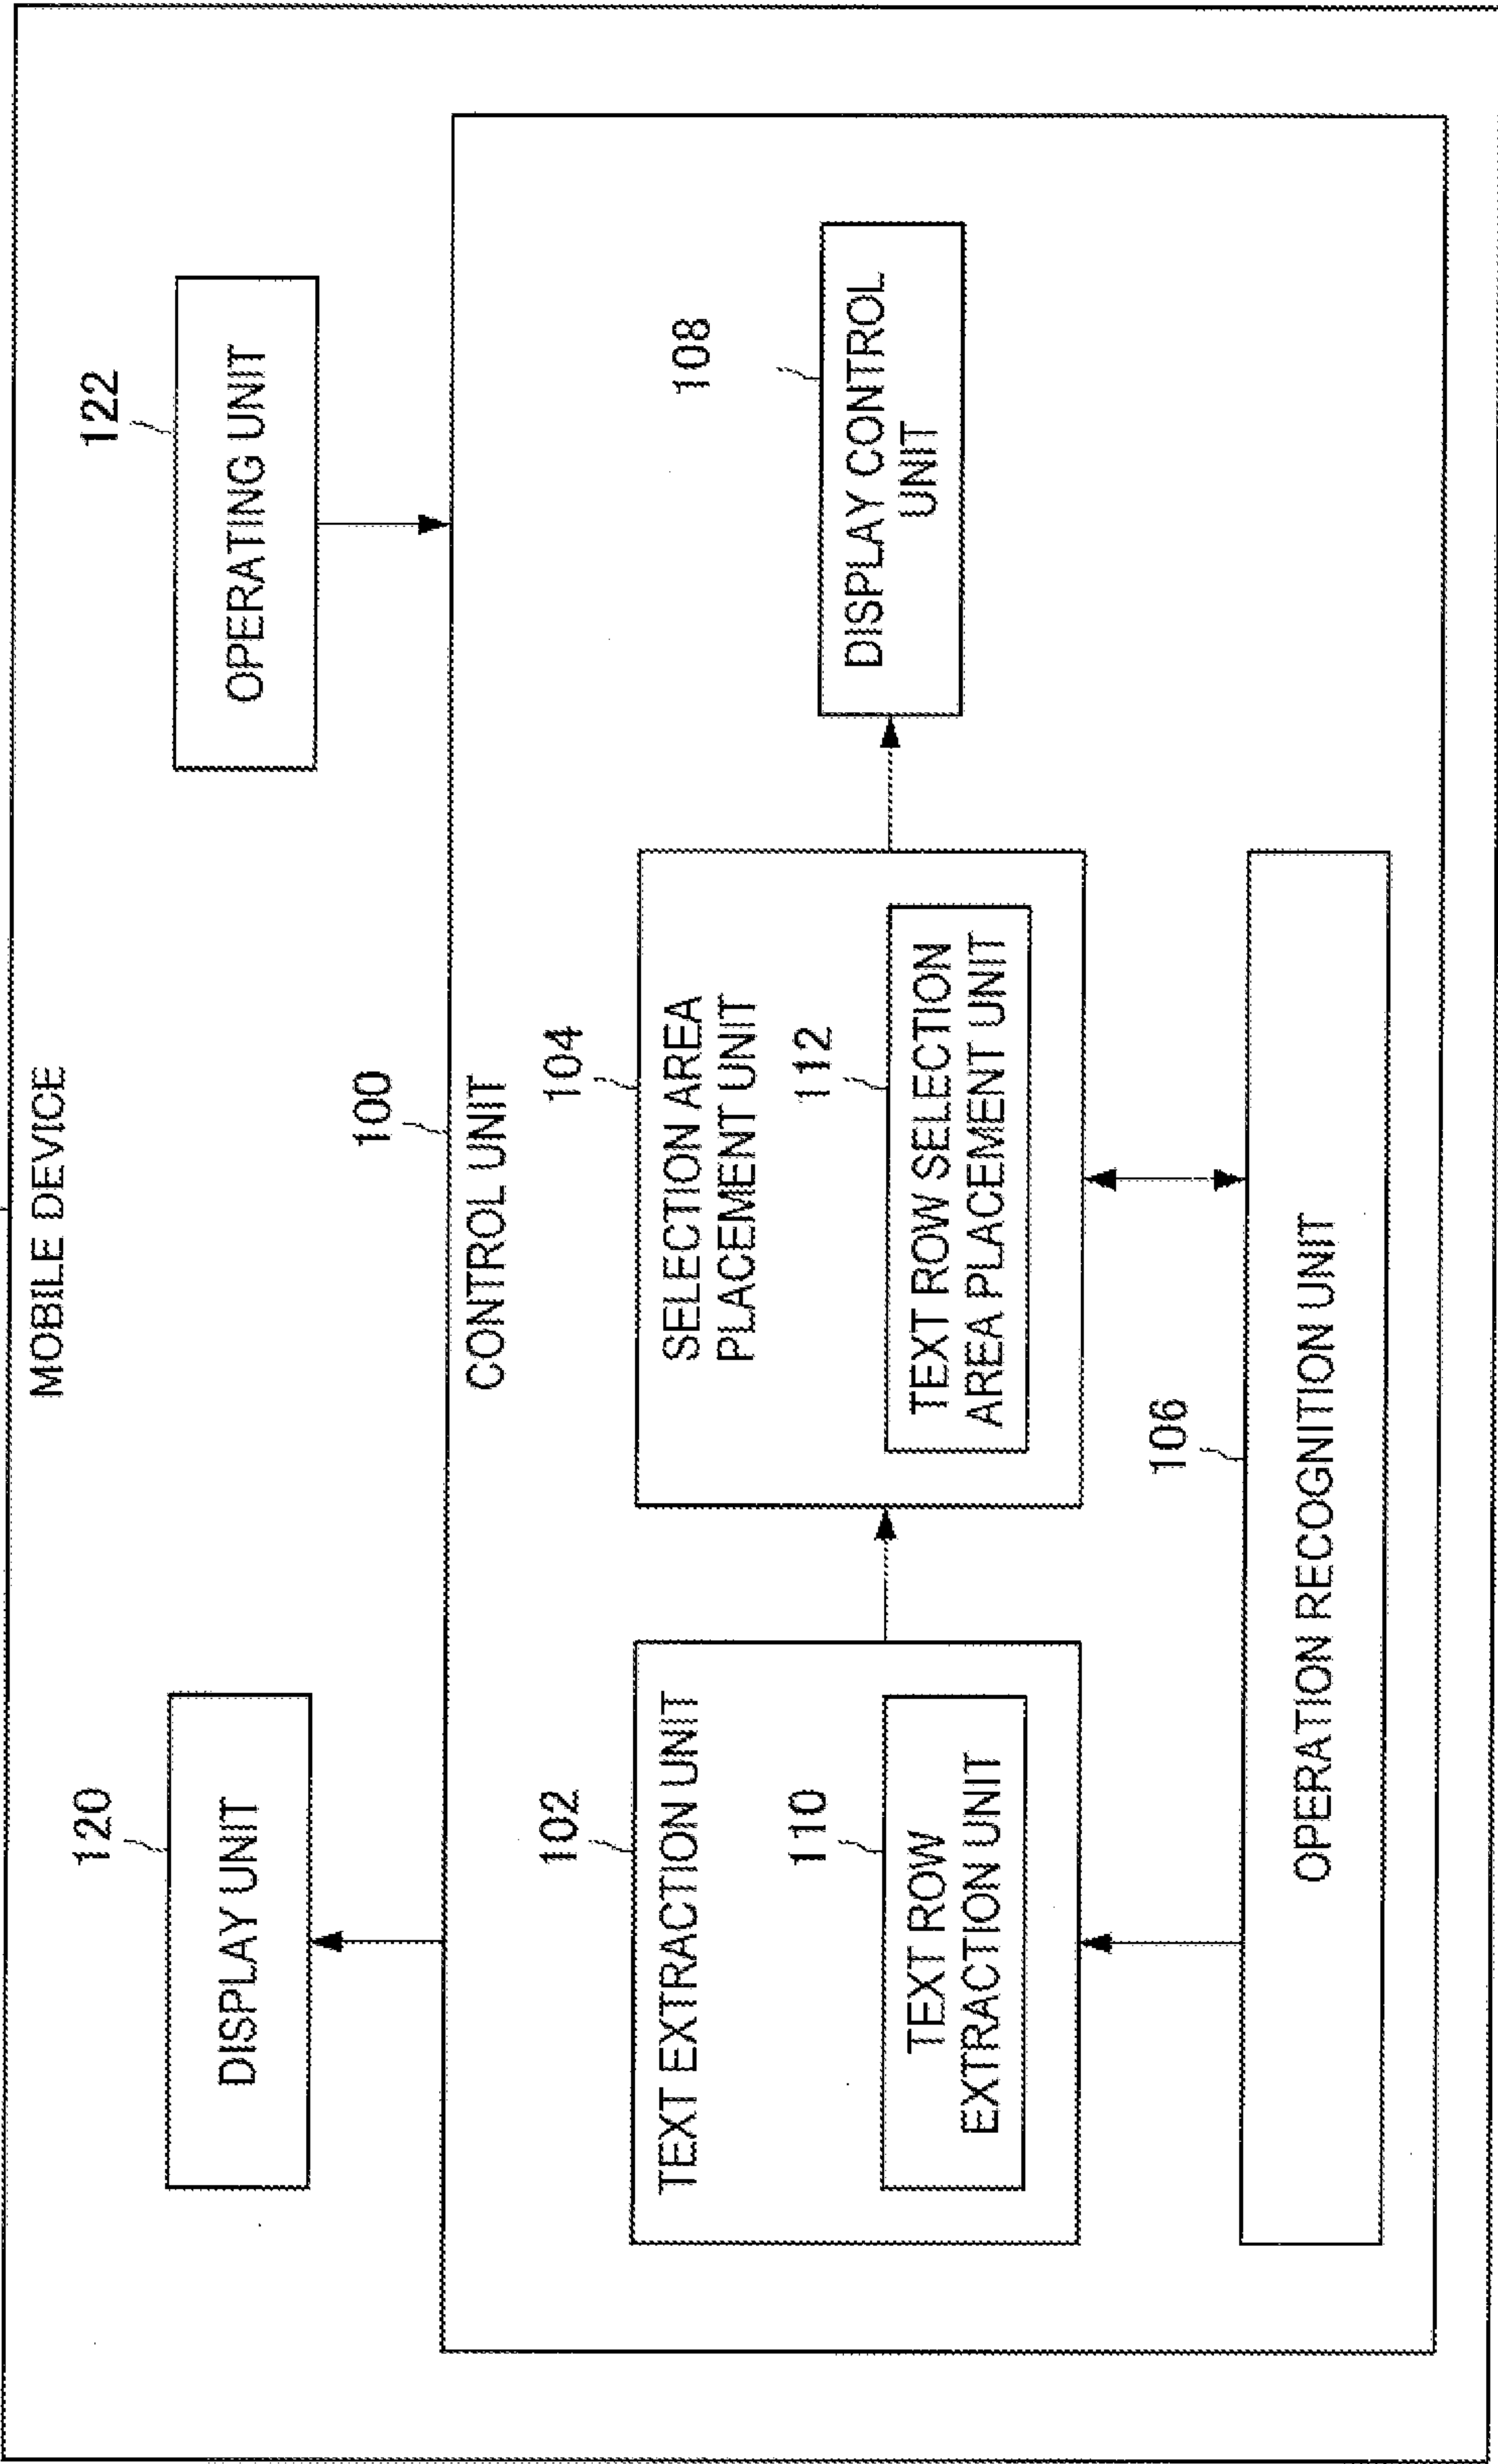 MOBILE DEVICE
120
DISPLAY UNIT
122
OPERATING UNIT
100
CONTROL UNIT
102
TEXT EXTRACTION UNIT
110
TEXT ROW
EXTRACTION UNIT
104
SELECTION AREA
PLACEMENT UNIT
112
TEXT ROW SELECTION
AREA PLACEMENT UNIT
108
DISPLAY CONTROL
UNIT
106
OPERATION RECOGNITION UNIT